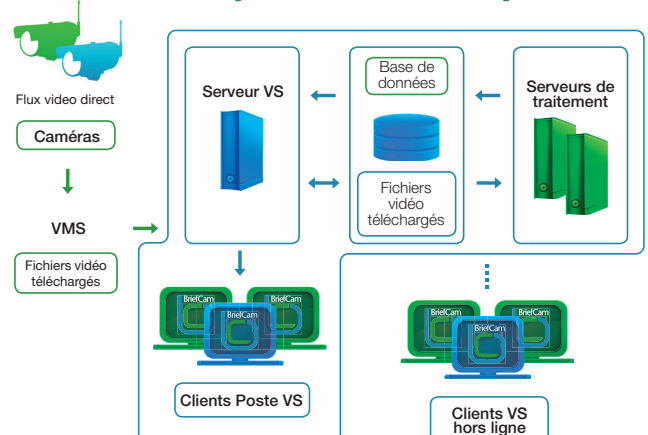 Flux video direct
Caméras
VMS
Fichiers vidéo
téléchargés
Serveur VS
Base de
données
Fichiers
vidéo
téléchargés
Serveurs de
traitement
BriefCam
BriefCam
BriefCam
Clients Poste VS
BriefCam
BriefCam
BriefCam
Clients VS
hors ligne